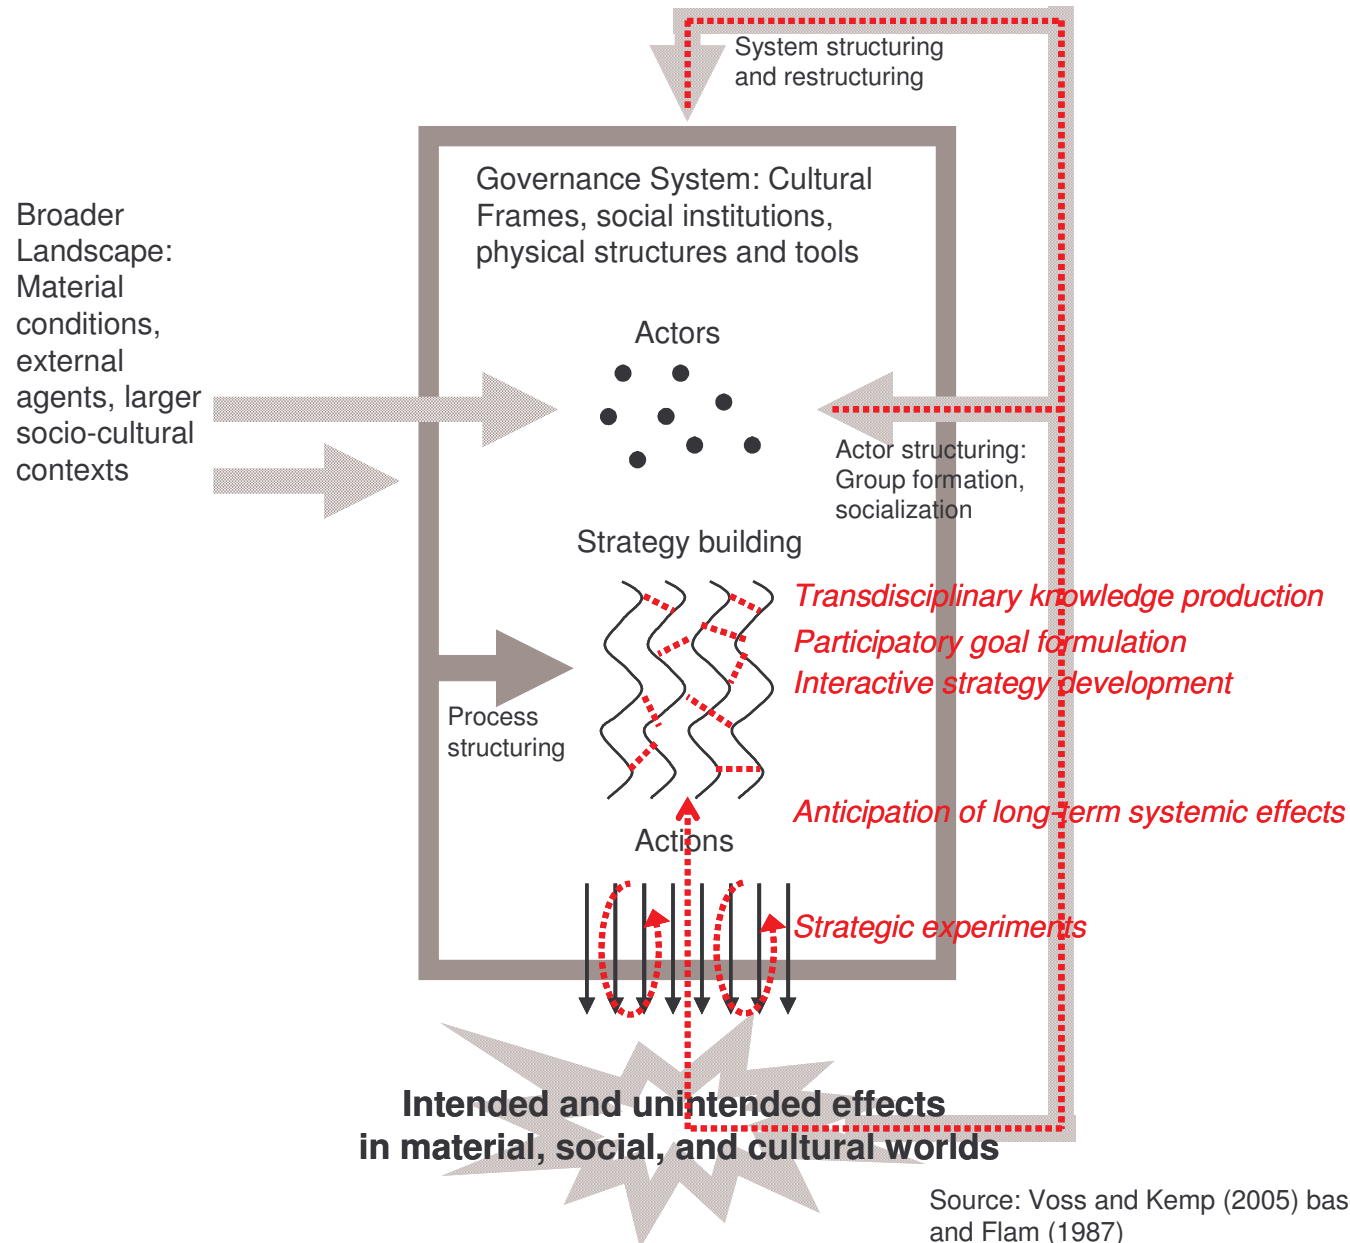 System structuring
and restructuring
Governance System: Cultural
Frames, social institutions,
physical structures and tools
Broader
Landscape:
Material
conditions,
external
agents, larger
socio-cultural
contexts
Actors
Actor structuring:
Group formation,
socialization
Strategy building
Transdisciplinary knowledge production
Participatory goal formulation
Interactive strategy development
Process
structuring
Anticipation of long-term systemic effects
Actions
Strategic experiments
Intended and unintended effects
in material, social, and cultural worlds
Source: Voss and Kemp (2005) bas
and Flam (1987)